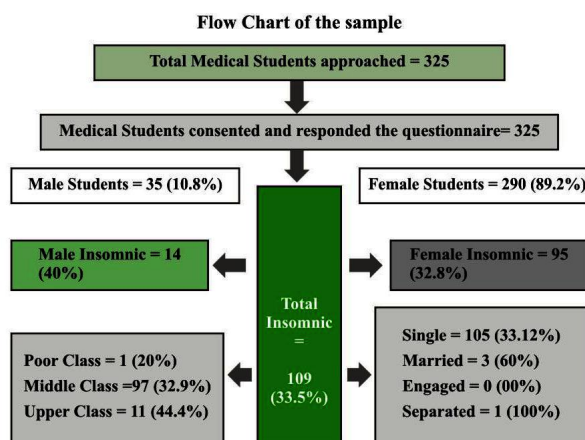 Flow Chart of the sample
Total Medical Students approached = 325
Medical Students consented and responded the questionnaire= 325
Male Students = 35 (10.8%)
Female Students = 290 (89.2%)
Male Insomnic = 14
(40%)
Female Insomnic = 95
(32.8%)
Total
Insomnic
=
109
(33.5%)
Poor Class = 1 (20%)
Middle Class =97 (32.9%)
Upper Class = 11 (44.4%)
Single = 105 (33.12%)
Married = 3 (60%)
Engaged = 0 (00%)
Separated = 1 (100%)